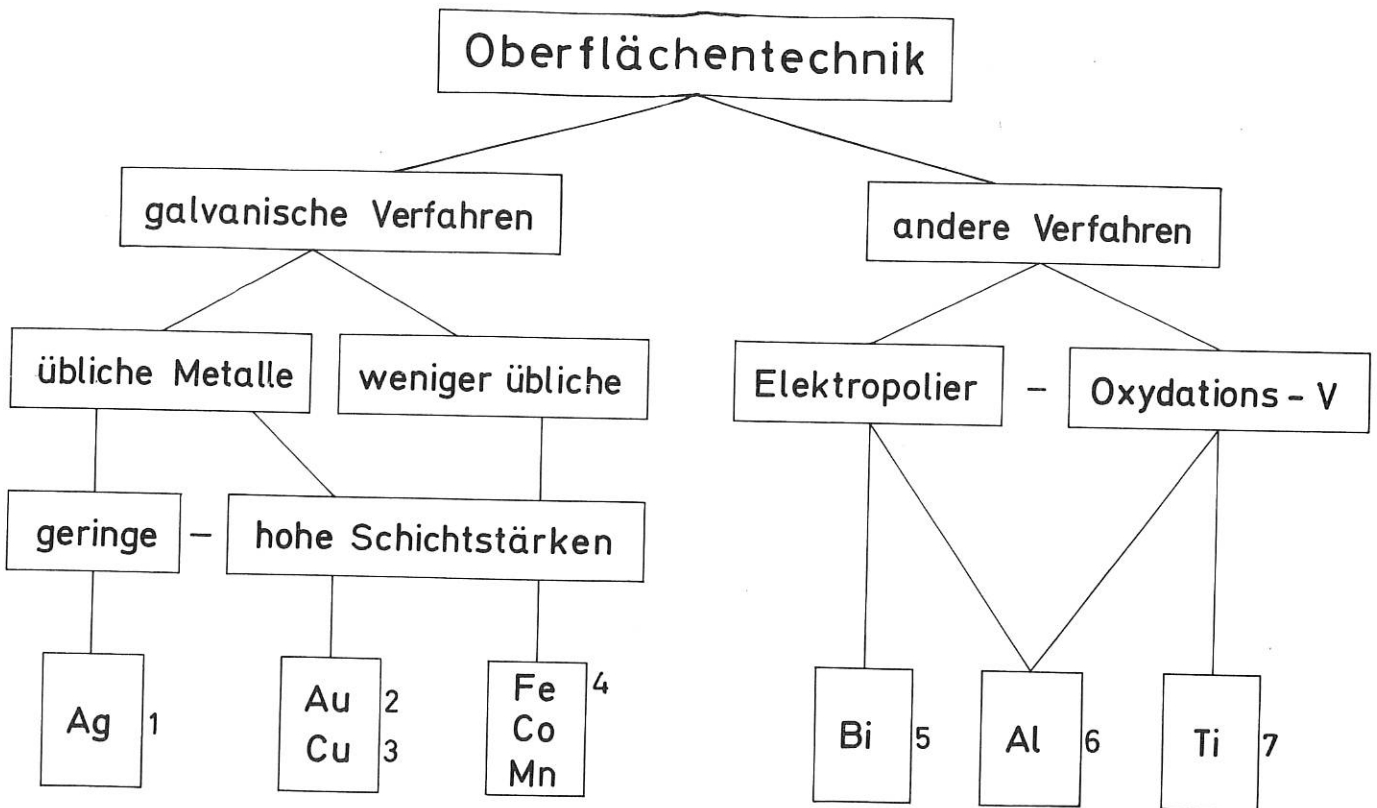 Oberflächentechnik
galvanische Verfahren
andere Verfahren
übliche Metalle
weniger übliche
Elektropolier
–
Oxydations - V
geringe
–
hohe Schichtstärken
Ag 1
Au 2
Cu 3
Fe 4
Co
Mn
Bi 5
Al 6
Ti 7